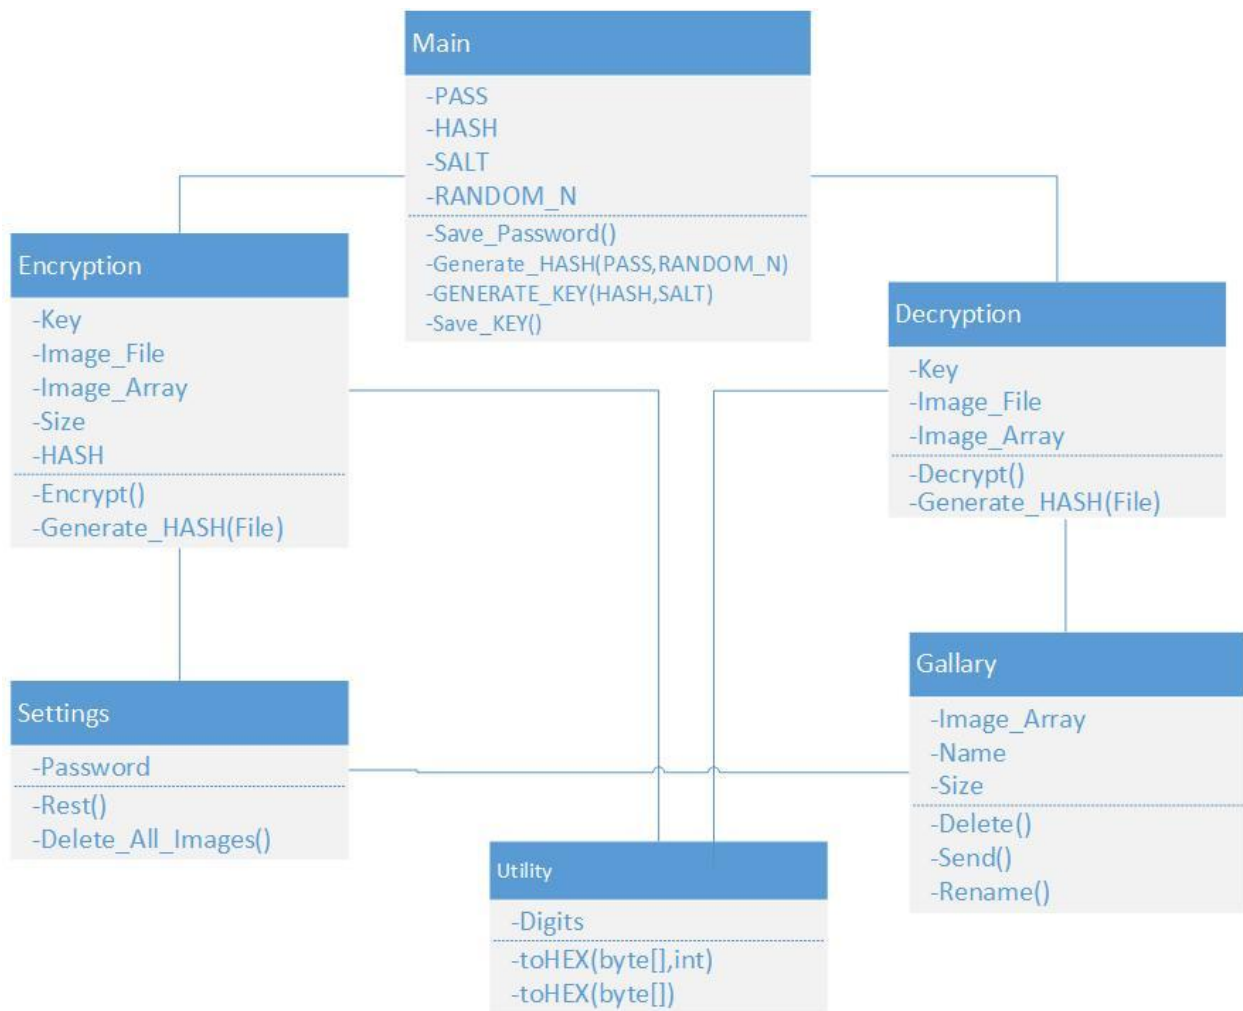 Main
-PASS
-HASH
-SALT
-RANDOM_N
-Save_Password()
-Generate_HASH(PASS,RANDOM_N)
-GENERATE_KEY(HASH,SALT)
-Save_KEY()
Encryption
-Key
-Image_File
-Image_Array
-Size
-HASH
-Encrypt()
-Generate_HASH(File)
Decryption
-Key
-Image_File
-Image_Array
-Decrypt()
-Generate_HASH(File)
Settings
-Password
-Rest()
-Delete_All_Images()
Gallary
-Image_Array
-Name
-Size
-Delete()
-Send()
-Rename()
Utility
-Digits
-toHEX(byte[],int)
-toHEX(byte[])